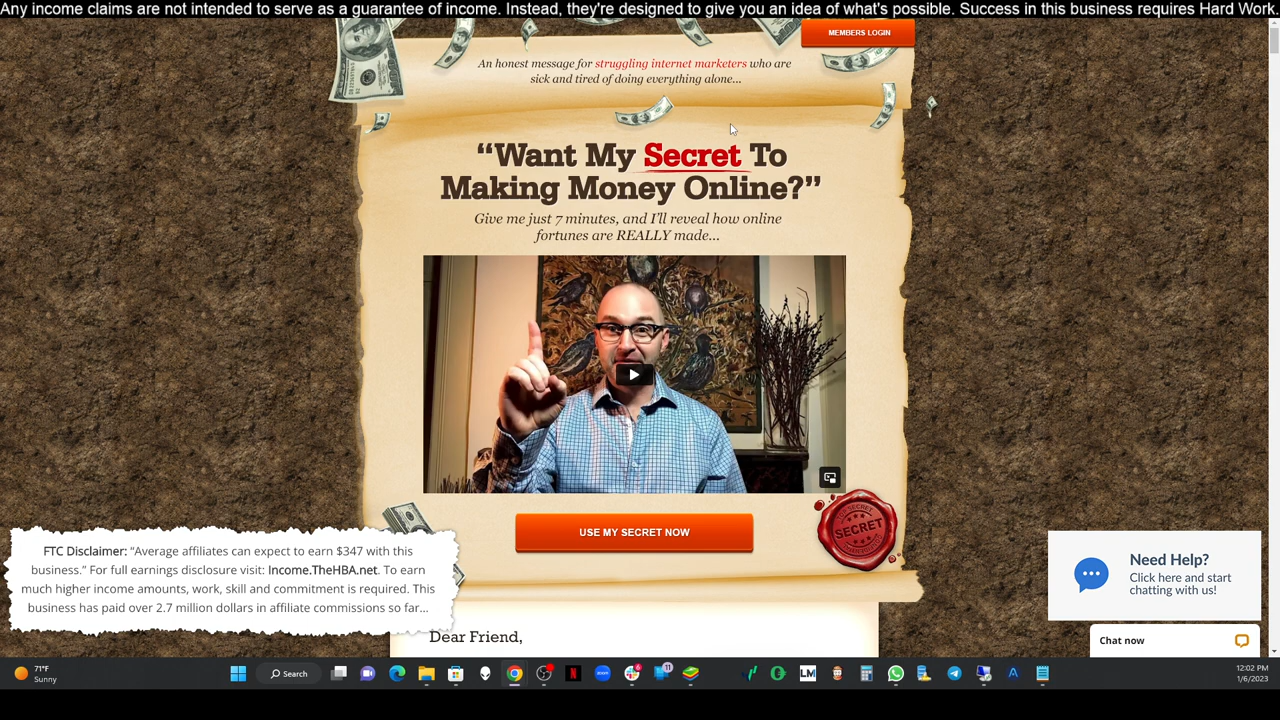 Any income claims are not intended to serve as a guarantee of income. Instead, they're designed to give you an idea of what's possible. Success in this business requires Hard Work.
MEMBERS LOGIN
An honest message for struggling internet marketers who are
sick and tired of doing everything alone...
“Want My Secret To
Making Money Online?”
Give me just 7 minutes, and I'll reveal how online
fortunes are REALLY made...
USE MY SECRET NOW
SECRET
FTC Disclaimer: “Average affiliates can expect to earn $347 with this
business.” For full earnings disclosure visit: Income.TheHBA.net. To earn
much higher income amounts, work, skill and commitment is required. This
business has paid over 2.7 million dollars in affiliate commissions so far...
Need Help?
Click here and start
chatting with us!
Chat now
Dear Friend,
71°F
Sunny
Search
N
zoom
6
11
LM
A
12:02 PM
1/6/2023